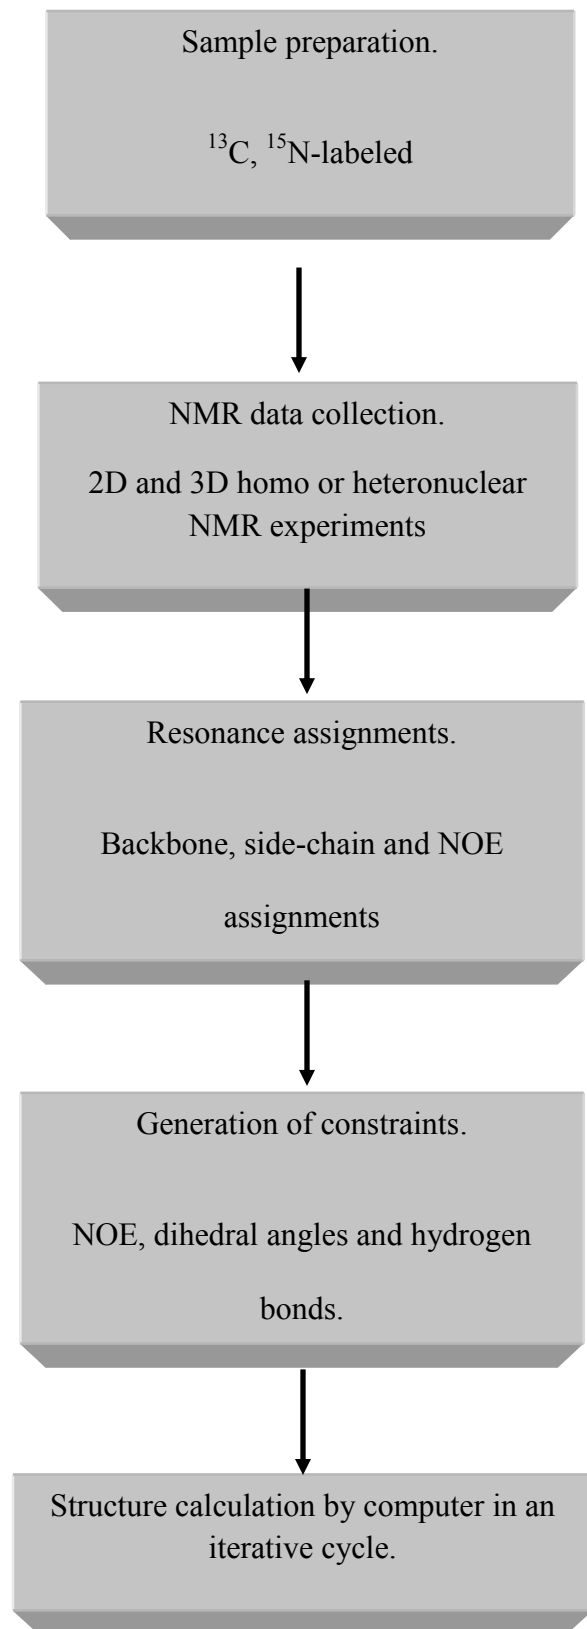 Sample preparation.
¹³C, ¹⁵N-labeled
NMR data collection.
2D and 3D homo or heteronuclear
NMR experiments
Resonance assignments.
Backbone, side-chain and NOE
assignments
Generation of constraints.
NOE, dihedral angles and hydrogen
bonds.
Structure calculation by computer in an
iterative cycle.